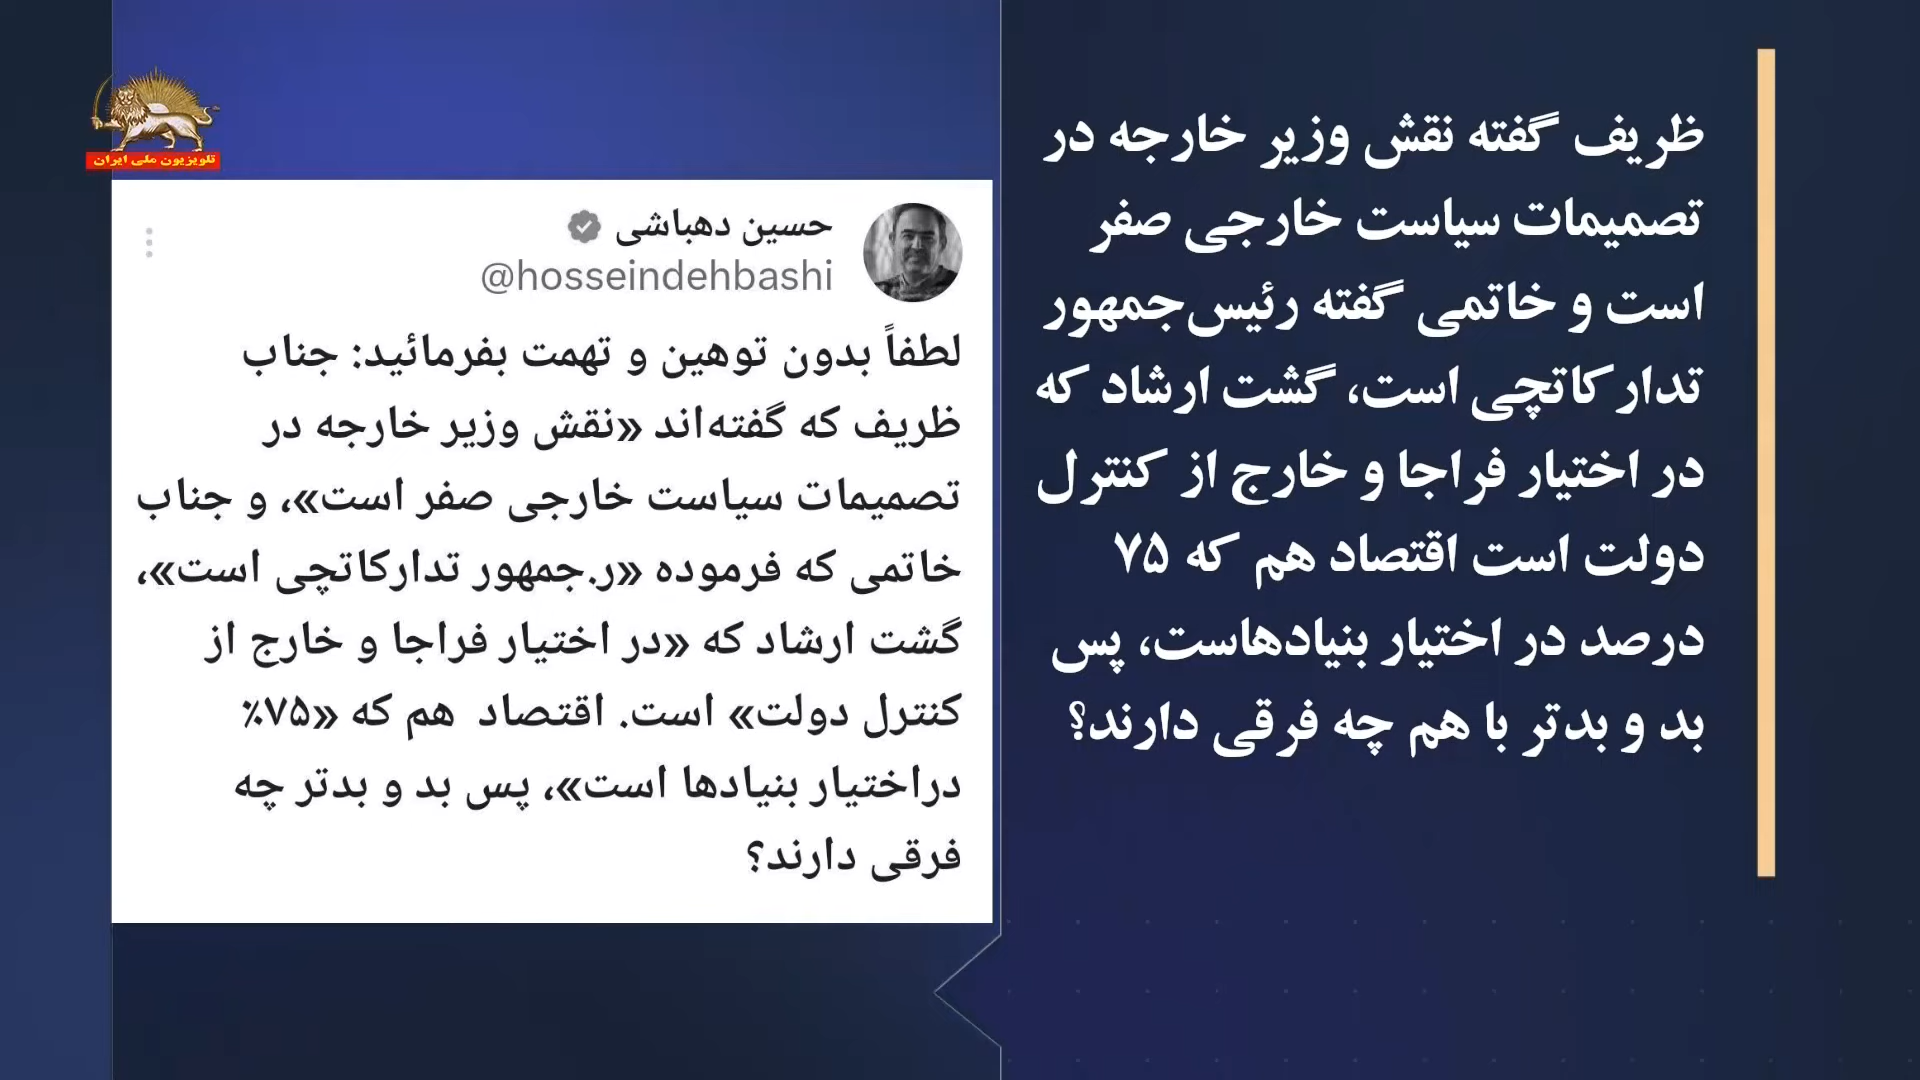 تلویزیون ملی ایران
ظریف گفته نقش وزیر خارجه در
تصمیمات سیاست خارجی صفر
است و خاتمی گفته رئیس‌جمهور
تدارکاتچی است، گشت ارشاد که
در اختیار فراجا و خارج از کنترل
دولت است اقتصاد هم که ۷۵
درصد در اختیار بنیادهاست، پس
بد و بدتر با هم چه فرقی دارند؟
حسین دهباشی
@hosseindehbashi
لطفاً بدون توهین و تهمت بفرمائید: جناب
ظریف که گفته‌اند «نقش وزیر خارجه در
تصمیمات سیاست خارجی صفر است»، و جناب
خاتمی که فرموده «ر.جمهور تدارکاتچی است»،
گشت ارشاد که «در اختیار فراجا و خارج از
کنترل دولت» است. اقتصاد هم که «۷۵٪
دراختیار بنیادها است»، پس بد و بدتر چه
فرقی دارند؟